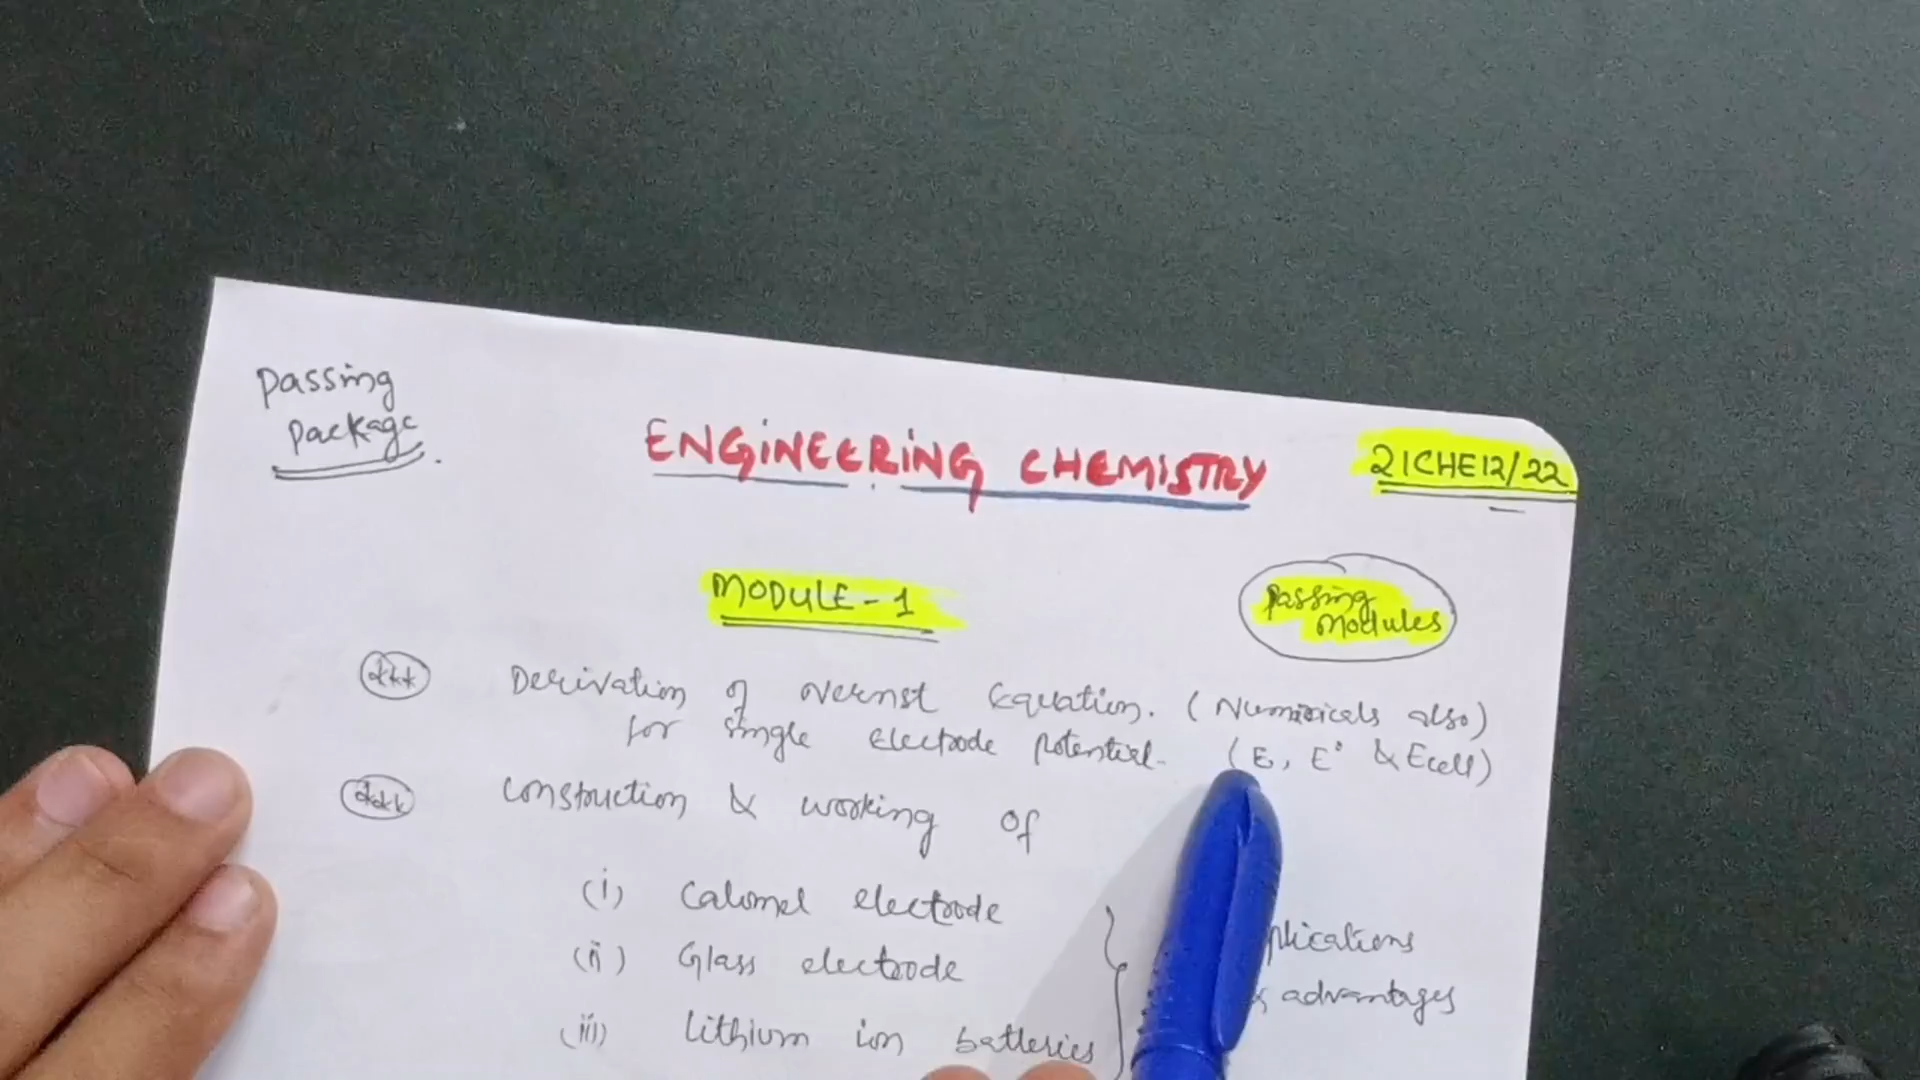 Passing
Package.
ENGINEERING CHEMISTRY
21CHE12/22
MODULE-1
Passing
Modules
*** Derivation of Nernst Equation. (Numericals also)
for single electrode potential. (E, E° & Ecell)
*** construction & working of
(i) Calomel electrode
(ii) Glass electrode
(iii) Lithium ion batteries
plications
& advantages